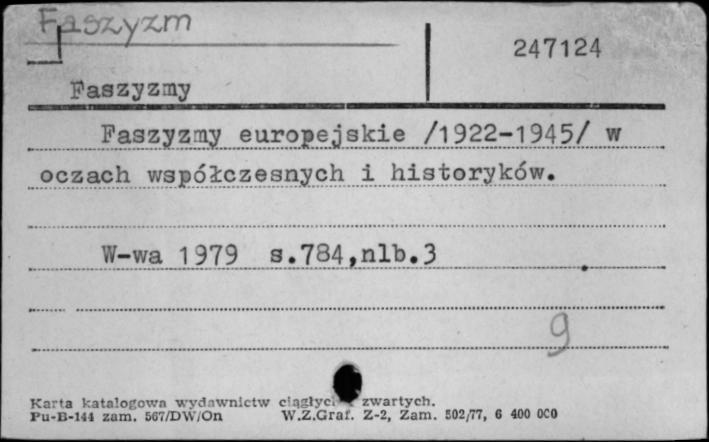 Faszyzm
247124
Faszyzmy
Faszyzmy europejskie /1922-1945/ w
oczach współczesnych i historyków.
W-wa 1979 s.784,nlb.3
9
Karta katalogowa wydawnictw zwartych.
Pu-B-144 zam. 567/DW/On W.Z.Graf. Z-2, Zam. 502/77, 6 400 000